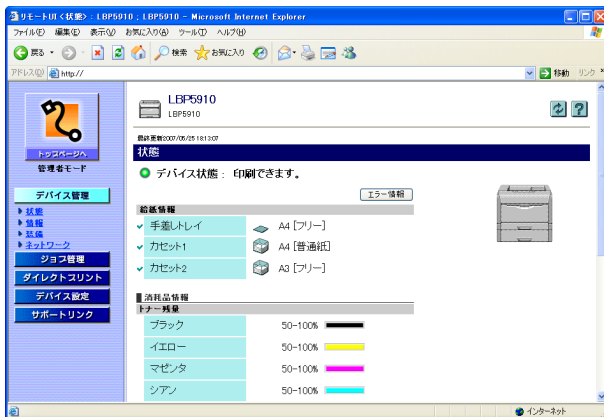 リモートUI <状態> : LBP5910 ; LBP5910 - Microsoft Internet Explorer
ファイル(F) 編集(E) 表示(V) お気に入り(A) ツール(T) ヘルプ(H)
戻る 検索 お気に入り
アドレス(D) http:// 移動 リンク »
LBP5910
LBP5910
最終更新2007/05/25 18:13:07
トップページへ
管理者モード
デバイス管理
状態
情報
装備
ネットワーク
ジョブ管理
ダイレクトプリント
デバイス設定
サポートリンク
状態
デバイス状態： 印刷できます。
エラー情報
給紙情報
手差しトレイ A4 [フリー]
カセット1 A4 [普通紙]
カセット2 A3 [フリー]
消耗品情報
トナー残量
ブラック 50-100%
イエロー 50-100%
マゼンタ 50-100%
シアン 50-100%
インターネット